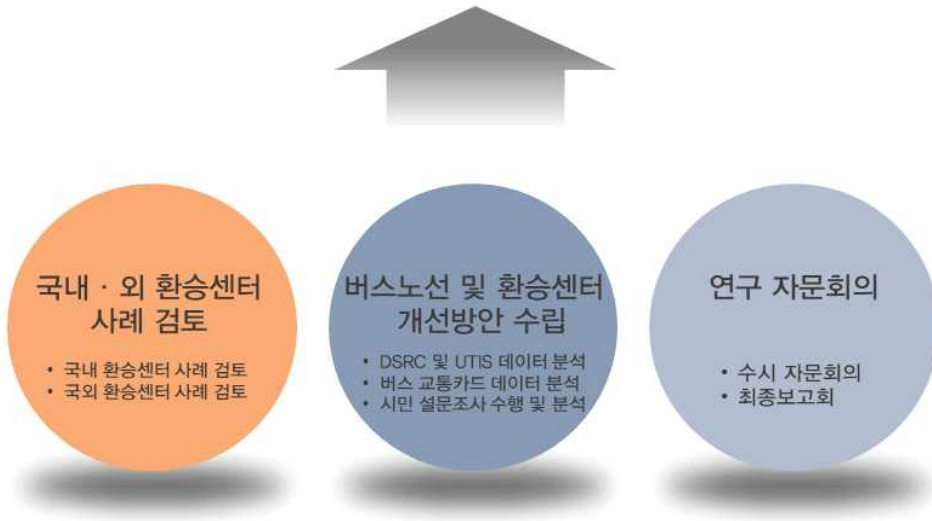 국내 · 외 환승센터
사례 검토
• 국내 환승센터 사례 검토
• 국외 환승센터 사례 검토
버스노선 및 환승센터
개선방안 수립
• DSRC 및 UTIS 데이터 분석
• 버스 교통카드 데이터 분석
• 시민 설문조사 수행 및 분석
연구 자문회의
• 수시 자문회의
• 최종보고회